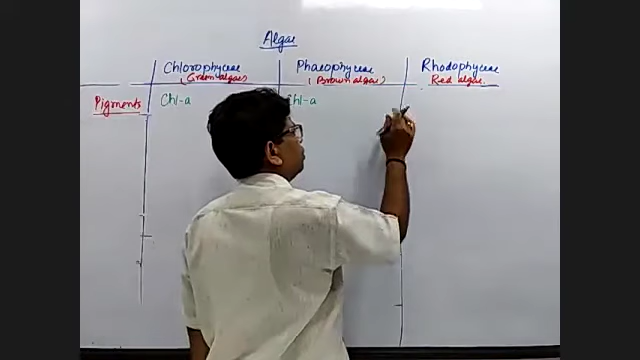 Algae
Chlorophyceae Phaeophyceae Rhodophyceae
(Green algae) (Brown algae) Red algae.
Pigments Chl-a Chl-a